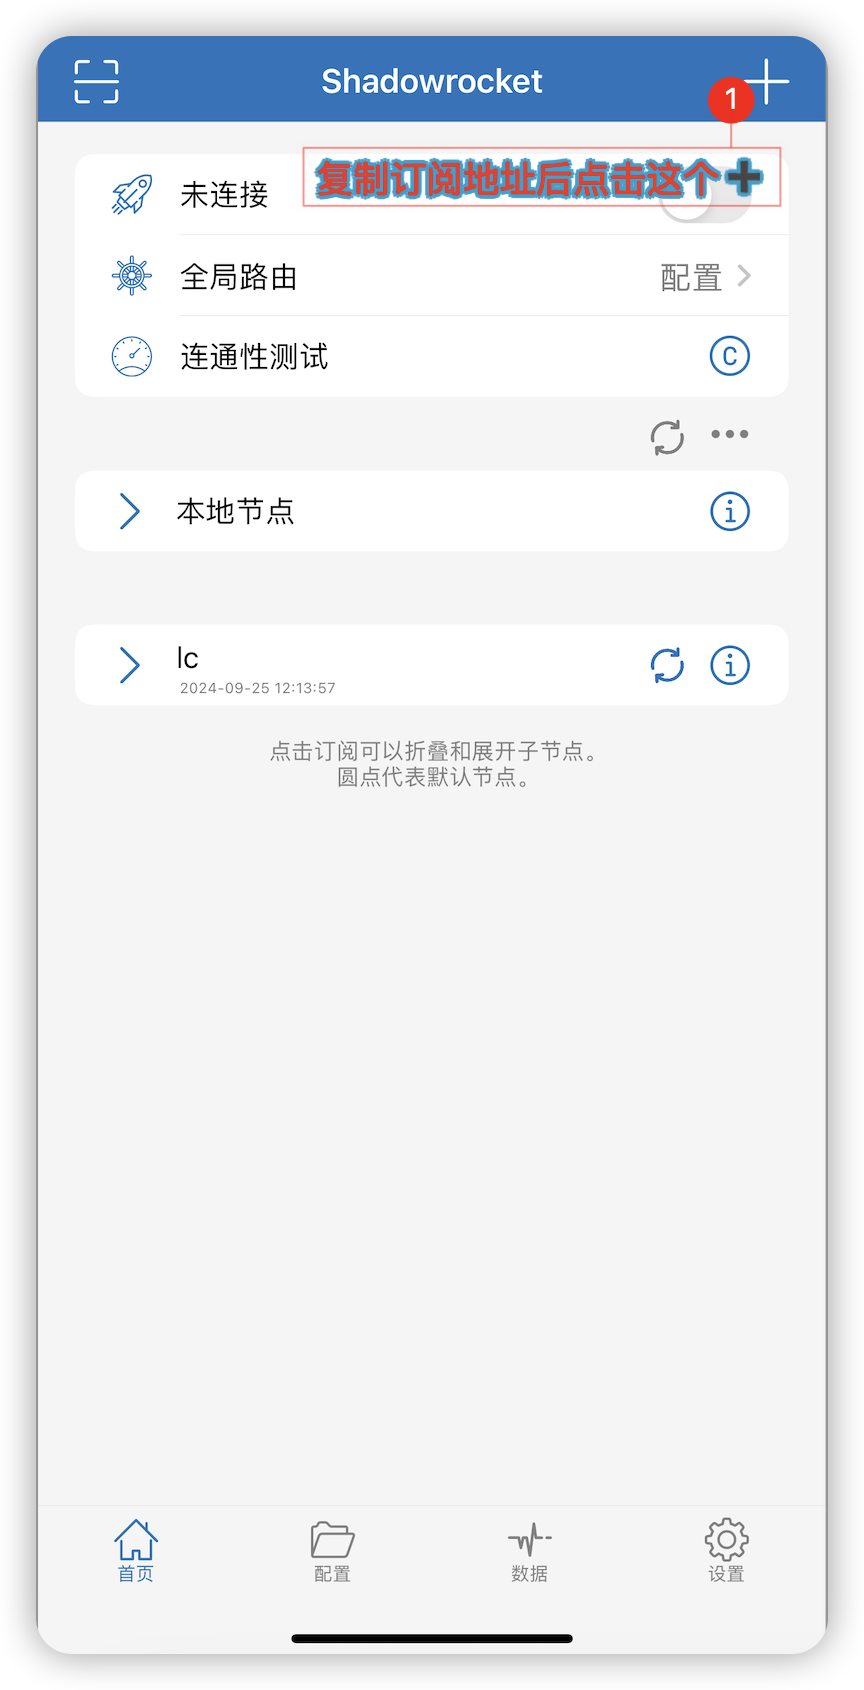 Shadowrocket
1
复制订阅地址后点击这个➕
未连接
全局路由
配置
连通性测试
C
本地节点
lc
2024-09-25 12:13:57
点击订阅可以折叠和展开子节点。
圆点代表默认节点。
首页
配置
数据
设置